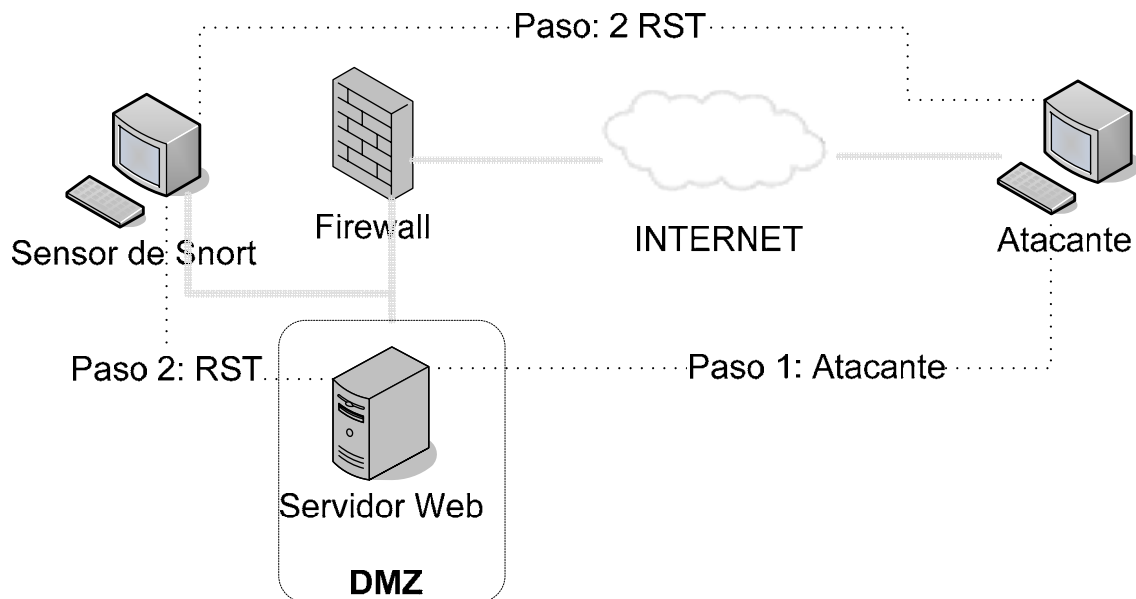 Paso: 2 RST
Firewall
Sensor de Snort
INTERNET
Atacante
Paso 2: RST
Paso 1: Atacante
Servidor Web
DMZ